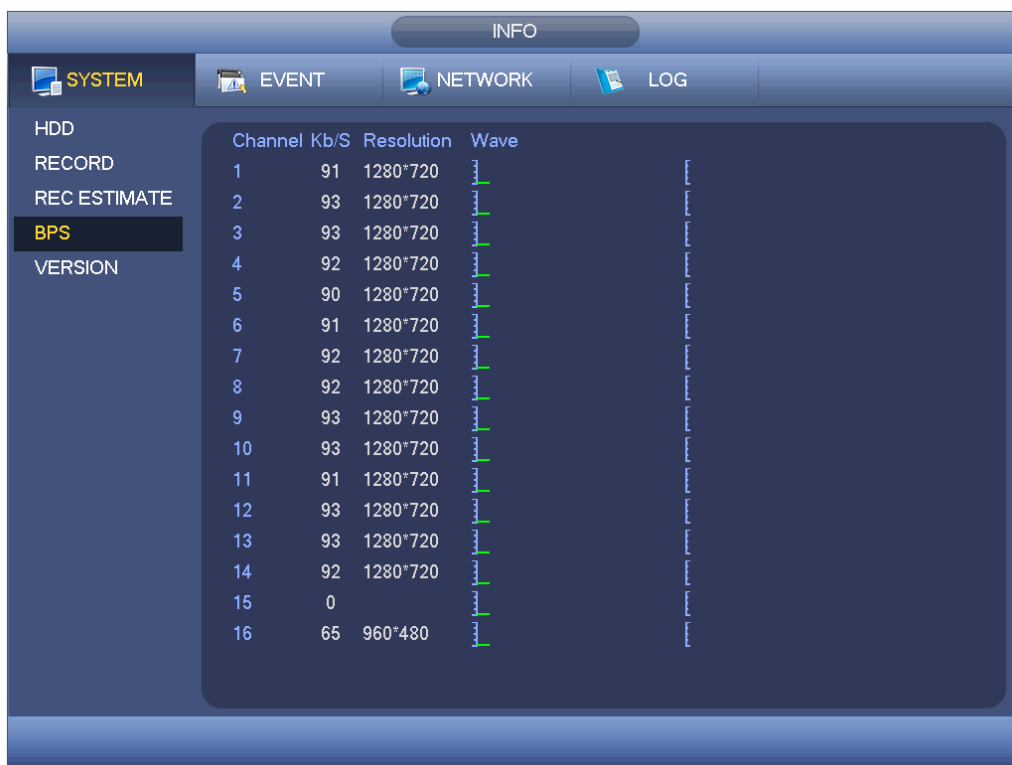 INFO
SYSTEM EVENT NETWORK LOG
HDD
RECORD
REC ESTIMATE
BPS
VERSION
Channel Kb/S Resolution Wave
1 91 1280*720
2 93 1280*720
3 93 1280*720
4 92 1280*720
5 90 1280*720
6 91 1280*720
7 92 1280*720
8 92 1280*720
9 93 1280*720
10 93 1280*720
11 91 1280*720
12 93 1280*720
13 93 1280*720
14 92 1280*720
15 0
16 65 960*480